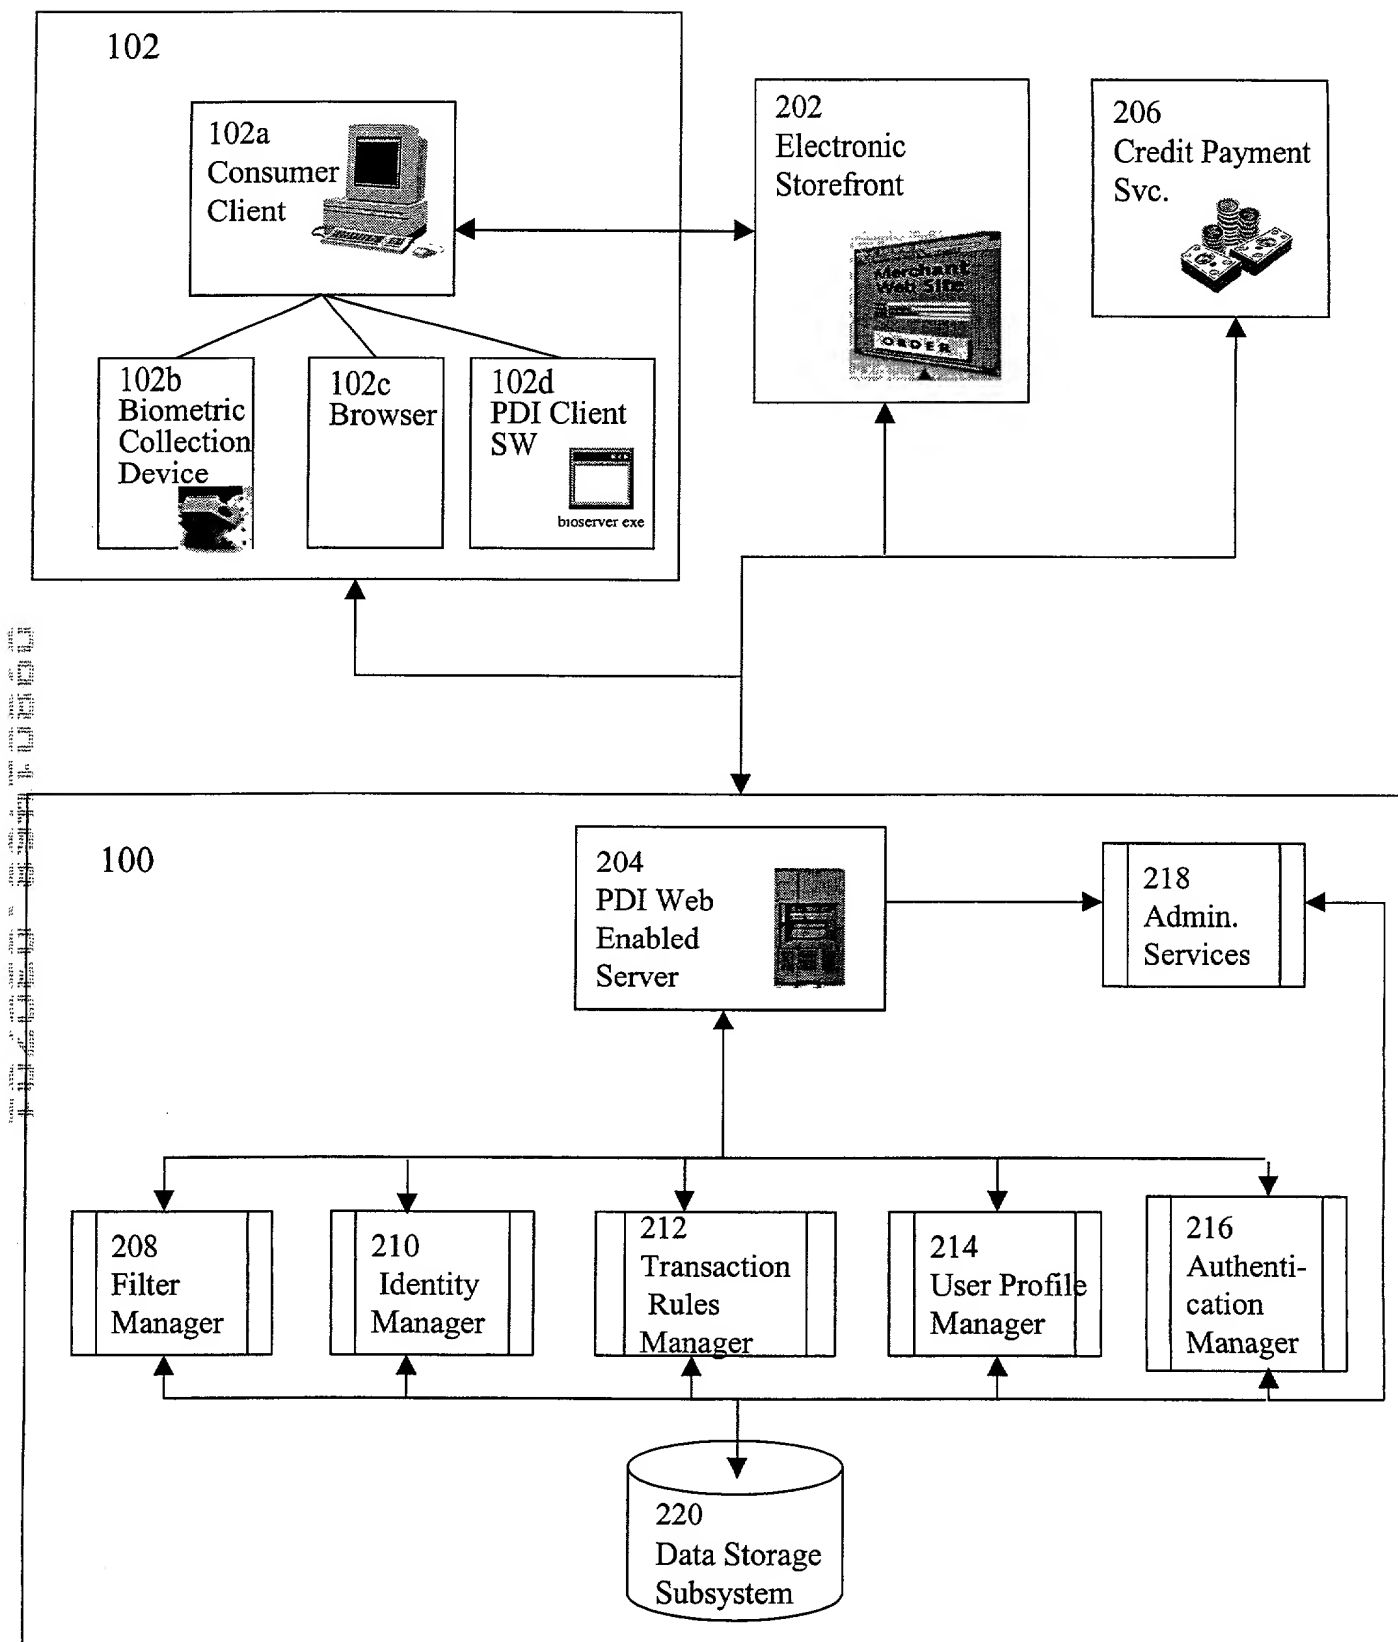 102
102a
Consumer
Client
202
Electronic
Storefront
Merchant
Web Site
ORDER
206
Credit Payment
Svc.
102b
Biometric
Collection
Device
102c
Browser
102d
PDI Client
SW
bioserver exe
100
204
PDI Web
Enabled
Server
218
Admin.
Services
208
Filter
Manager
210
Identity
Manager
212
Transaction
Rules
Manager
214
User Profile
Manager
216
Authenti-
cation
Manager
220
Data Storage
Subsystem